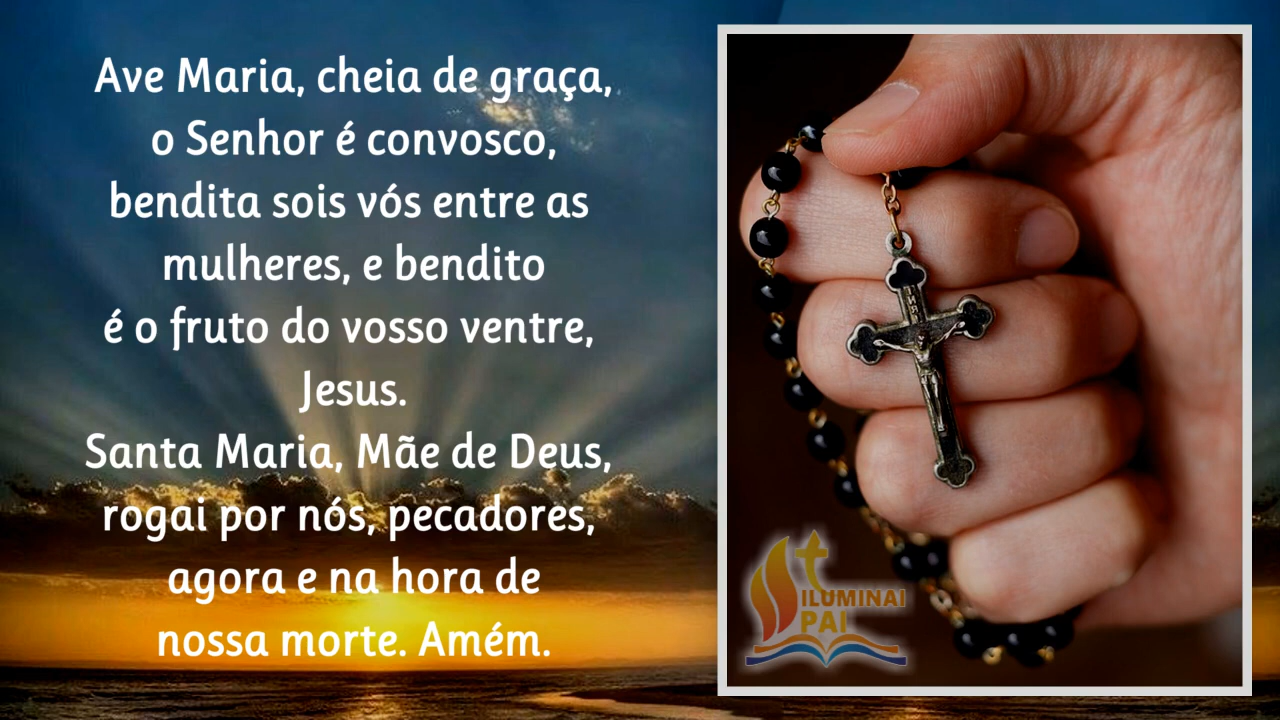 Ave Maria, cheia de graça,
o Senhor é convosco,
bendita sois vós entre as
mulheres, e bendito
é o fruto do vosso ventre,
Jesus.
Santa Maria, Mãe de Deus,
rogai por nós, pecadores,
agora e na hora de
nossa morte. Amém.
ILUMINAI
PAI